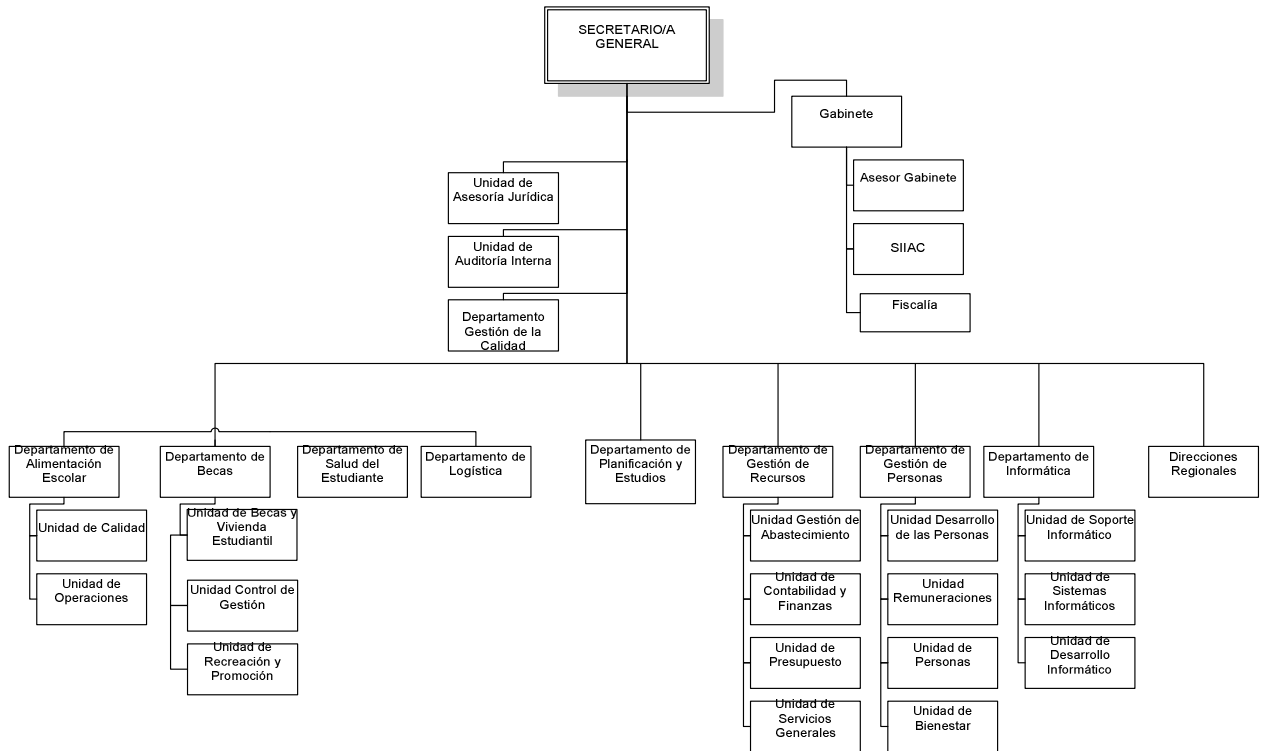 SECRETARIO/A
GENERAL
Gabinete
Asesor Gabinete
SIIAC
Fiscalía
Unidad de
Asesoría Jurídica
Unidad de
Auditoría Interna
Departamento
Gestión de la
Calidad
Departamento de
Alimentación
Escolar
Departamento de
Becas
Departamento de
Salud del
Estudiante
Departamento de
Logística
Departamento de
Planificación y
Estudios
Departamento de
Gestión de
Recursos
Departamento de
Gestión de
Personas
Departamento de
Informática
Direcciones
Regionales
Unidad de Calidad
Unidad de
Operaciones
Unidad de Becas y
Vivienda
Estudiantil
Unidad Control de
Gestión
Unidad de
Recreación y
Promoción
Unidad Gestión de
Abastecimiento
Unidad de
Contabilidad y
Finanzas
Unidad de
Presupuesto
Unidad de
Servicios
Generales
Unidad Desarrollo
de las Personas
Unidad
Remuneraciones
Unidad de
Personas
Unidad de
Bienestar
Unidad de Soporte
Informático
Unidad de
Sistemas
Informáticos
Unidad de
Desarrollo
Informático